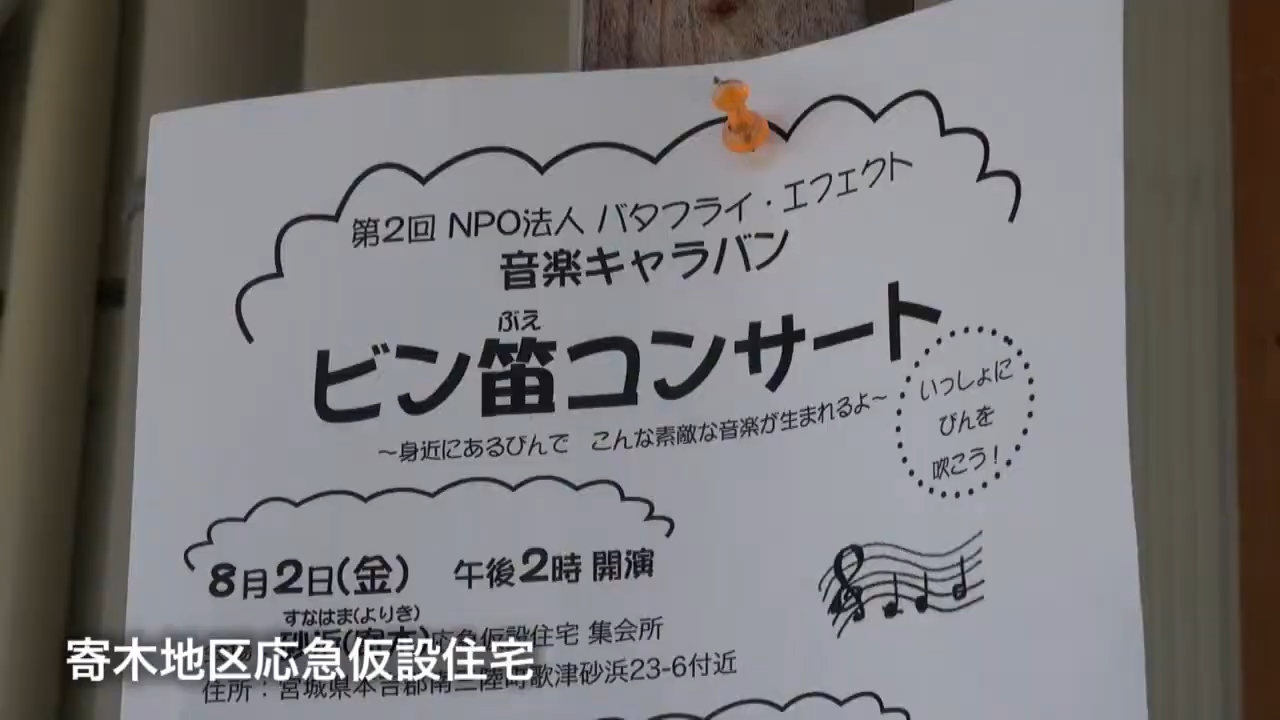 第2回 NPO法人 バタフライ・エフェクト
音楽キャラバン
ぶえ
ビン笛コンサート
～身近にあるびんで こんな素敵な音楽が生まれるよ～
いっしょに
びんを
吹こう!
8月2日(金) 午後2時 開演
すなはま(よりき)
砂浜(寄木)応急仮設住宅 集会所
住所：宮城県本吉郡南三陸町歌津砂浜23-6付近
寄木地区応急仮設住宅